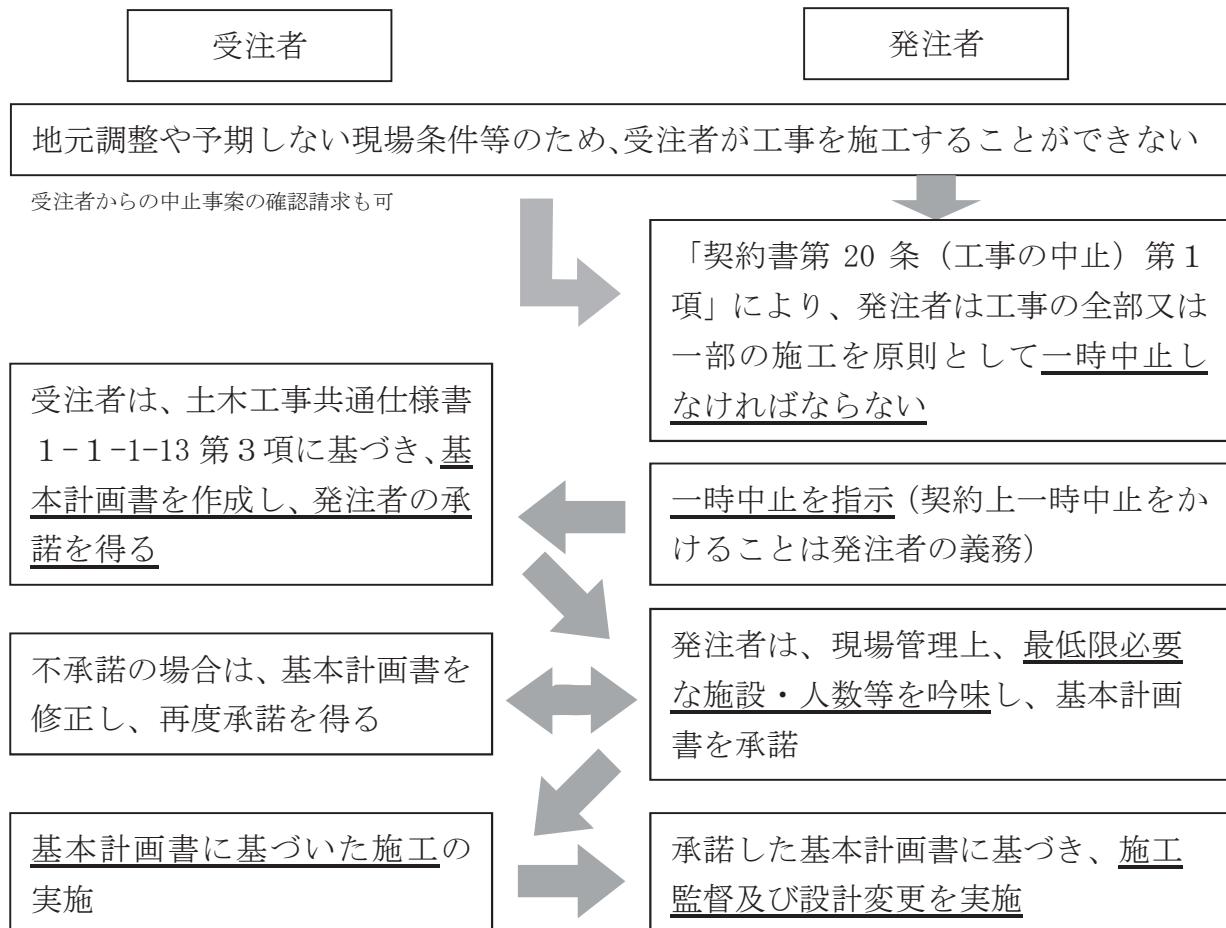 受注者
発注者
地元調整や予期しない現場条件等のため、受注者が工事を施工することができない
受注者からの中止事案の確認請求も可
「契約書第 20 条（工事の中止）第１
項」により、発注者は工事の全部又は
一部の施工を原則として一時中止し
なければならない
受注者は、土木工事共通仕様書
１-１-1-13 第３項に基づき、基
本計画書を作成し、発注者の承
諾を得る
一時中止を指示（契約上一時中止をか
けることは発注者の義務）
不承諾の場合は、基本計画書を
修正し、再度承諾を得る
発注者は、現場管理上、最低限必要
な施設・人数等を吟味し、基本計画
書を承諾
基本計画書に基づいた施工の
実施
承諾した基本計画書に基づき、施工
監督及び設計変更を実施